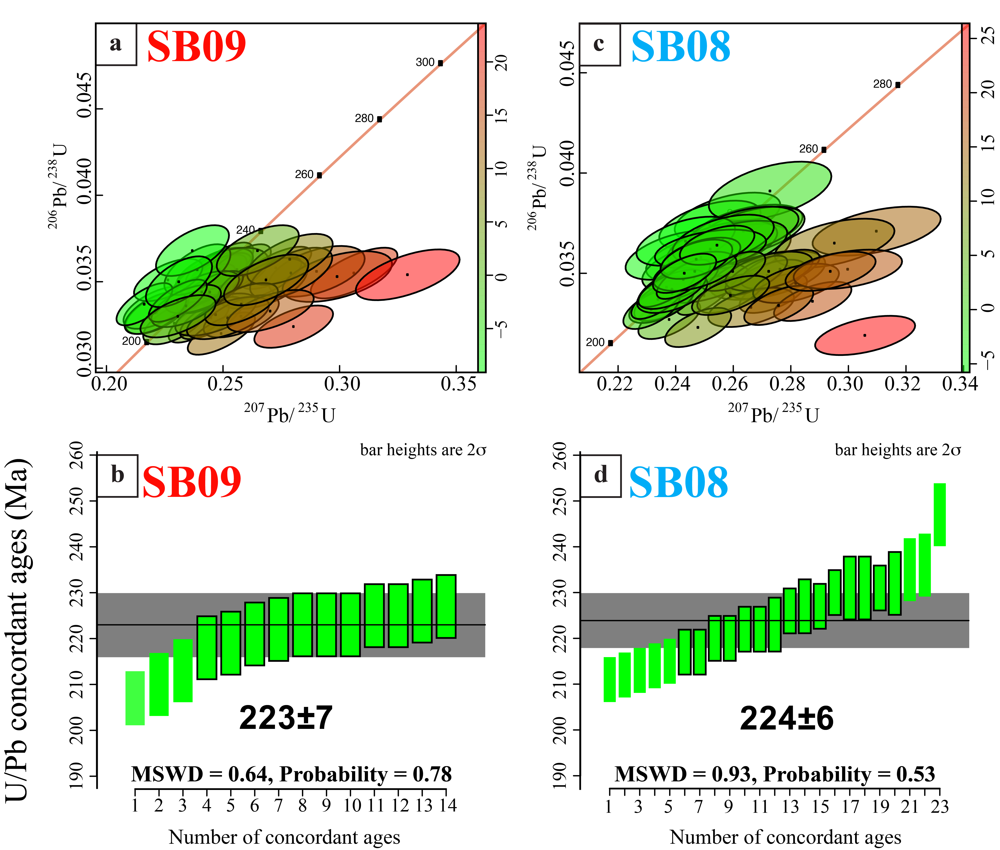 a
SB09
0.045
0.040
0.035
0.030
206Pb/238U
300
280
260
240
200
20
15
10
5
0
−5
0.20
0.25
0.30
0.35
207Pb/235U
c
SB08
0.045
0.040
0.035
206Pb/238U
280
260
200
25
20
15
10
5
0
−5
0.22
0.24
0.26
0.28
0.30
0.32
0.34
207Pb/235U
U/Pb concordant ages (Ma)
b
SB09
bar heights are 2σ
260
250
240
230
220
210
200
190
223±7
MSWD = 0.64, Probability = 0.78
1 2 3 4 5 6 7 8 9 10 11 12 13 14
Number of concordant ages
d
SB08
bar heights are 2σ
260
250
240
230
220
210
200
190
224±6
MSWD = 0.93, Probability = 0.53
1 3 5 7 9 11 13 15 17 19 21 23
Number of concordant ages